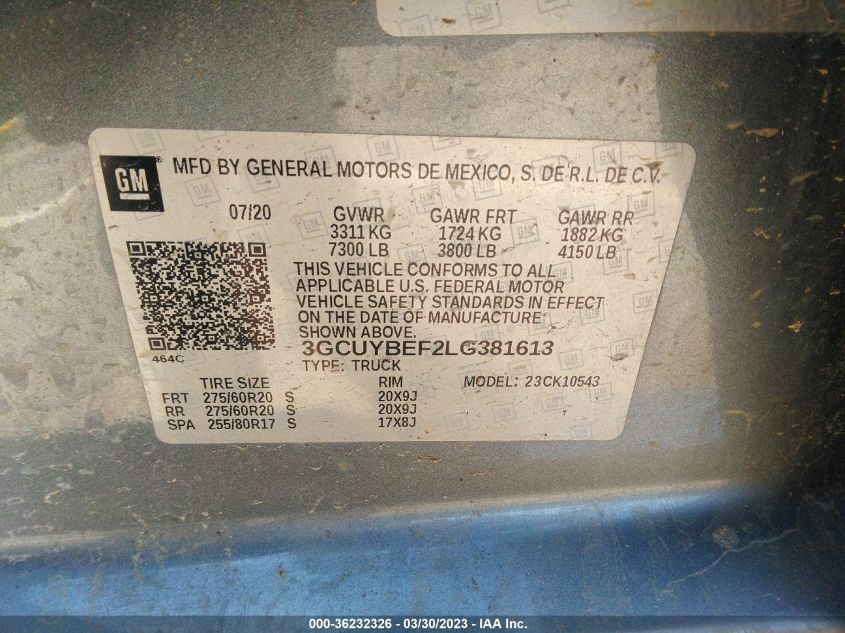 GM
MFD BY GENERAL MOTORS DE MEXICO, S. DE R.L. DE C.V.
07/20 GVWR GAWR FRT GAWR RR
3311 KG 1724 KG 1882 KG
7300 LB 3800 LB 4150 LB
THIS VEHICLE CONFORMS TO ALL
APPLICABLE U.S. FEDERAL MOTOR
VEHICLE SAFETY STANDARDS IN EFFECT
ON THE DATE OF MANUFACTURE
SHOWN ABOVE.
464C
3GCUYBEF2LG381613
TYPE: TRUCK
TIRE SIZE RIM MODEL: 23CK10543
FRT 275/60R20 S 20X9J
RR 275/60R20 S 20X9J
SPA 255/80R17 S 17X8J
000-36232326 / 03/30/2023 - IAA Inc.